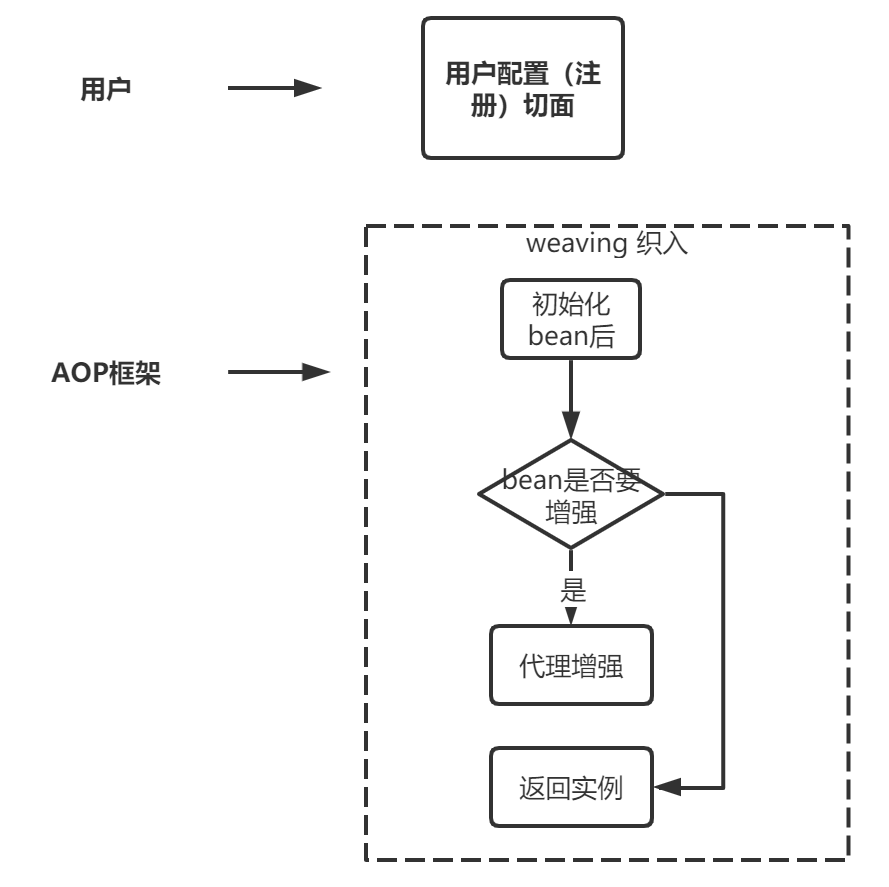 用户
用户配置（注
册）切面
weaving 织入
初始化
bean后
AOP框架
bean是否要
增强
是
代理增强
返回实例